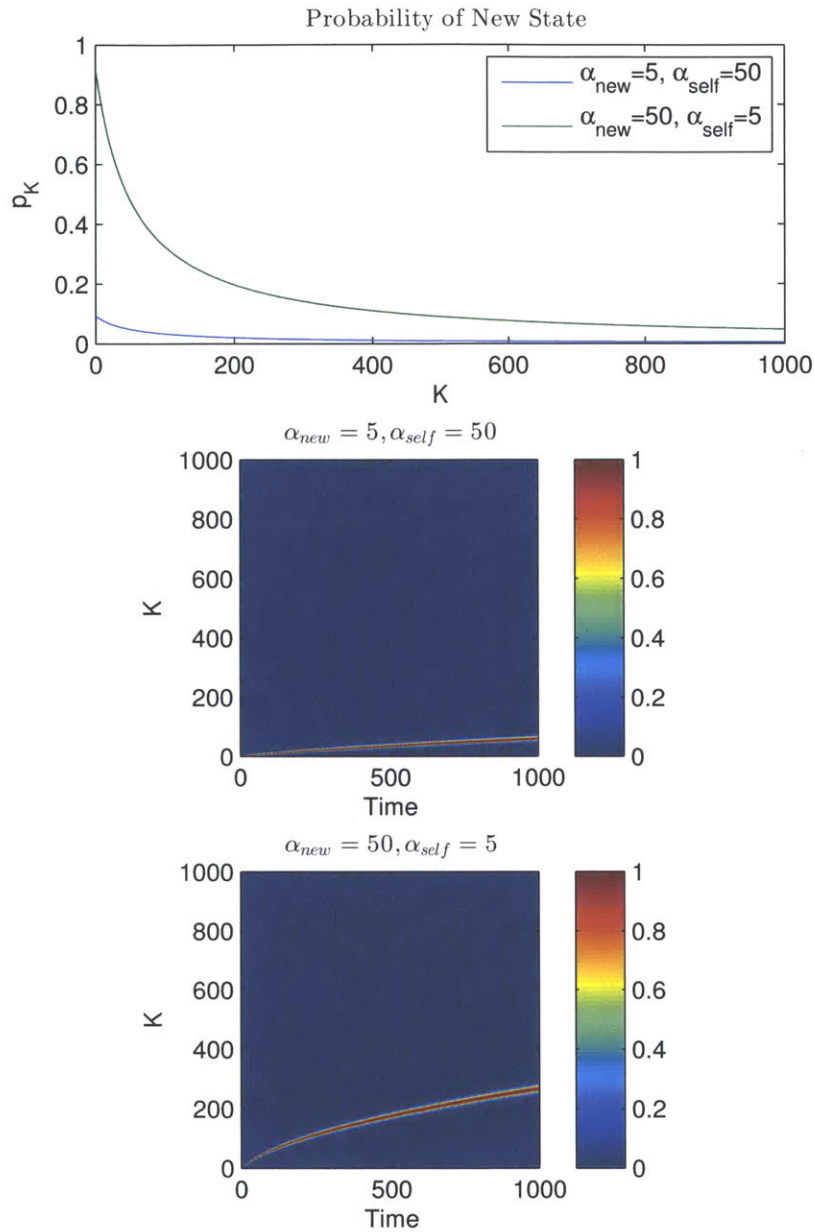 Probability of New State
1
0.8
0.6
0.4
0.2
0
p_K
α_new=5, α_self=50
α_new=50, α_self=5
0 200 400 600 800 1000
K
α_new = 5, α_self = 50
1000
800
600
400
200
0
K
0 500 1000
Time
1
0.8
0.6
0.4
0.2
0
α_new = 50, α_self = 5
1000
800
600
400
200
0
K
0 500 1000
Time
1
0.8
0.6
0.4
0.2
0